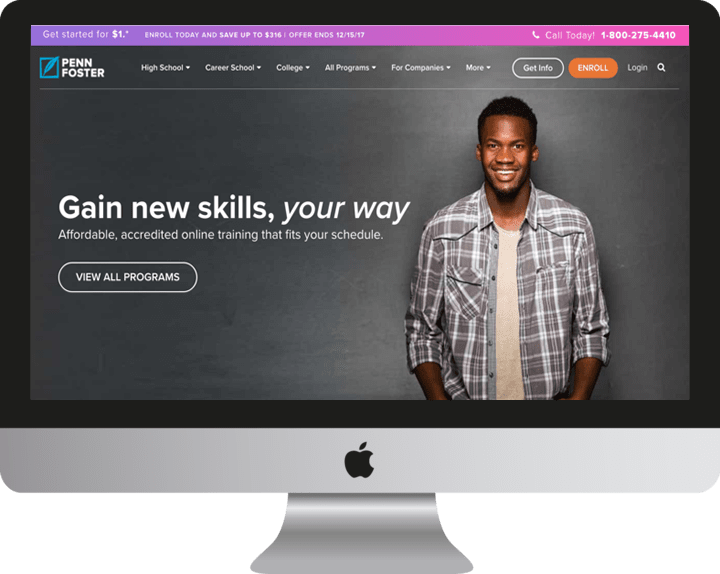 Get started for $1.* ENROLL TODAY AND SAVE UP TO $316 | OFFER ENDS 12/15/17 Call Today! 1-800-275-4410
PENN
FOSTER
High School Career School College All Programs For Companies More Get Info ENROLL Login
Gain new skills, your way
Affordable, accredited online training that fits your schedule.
VIEW ALL PROGRAMS